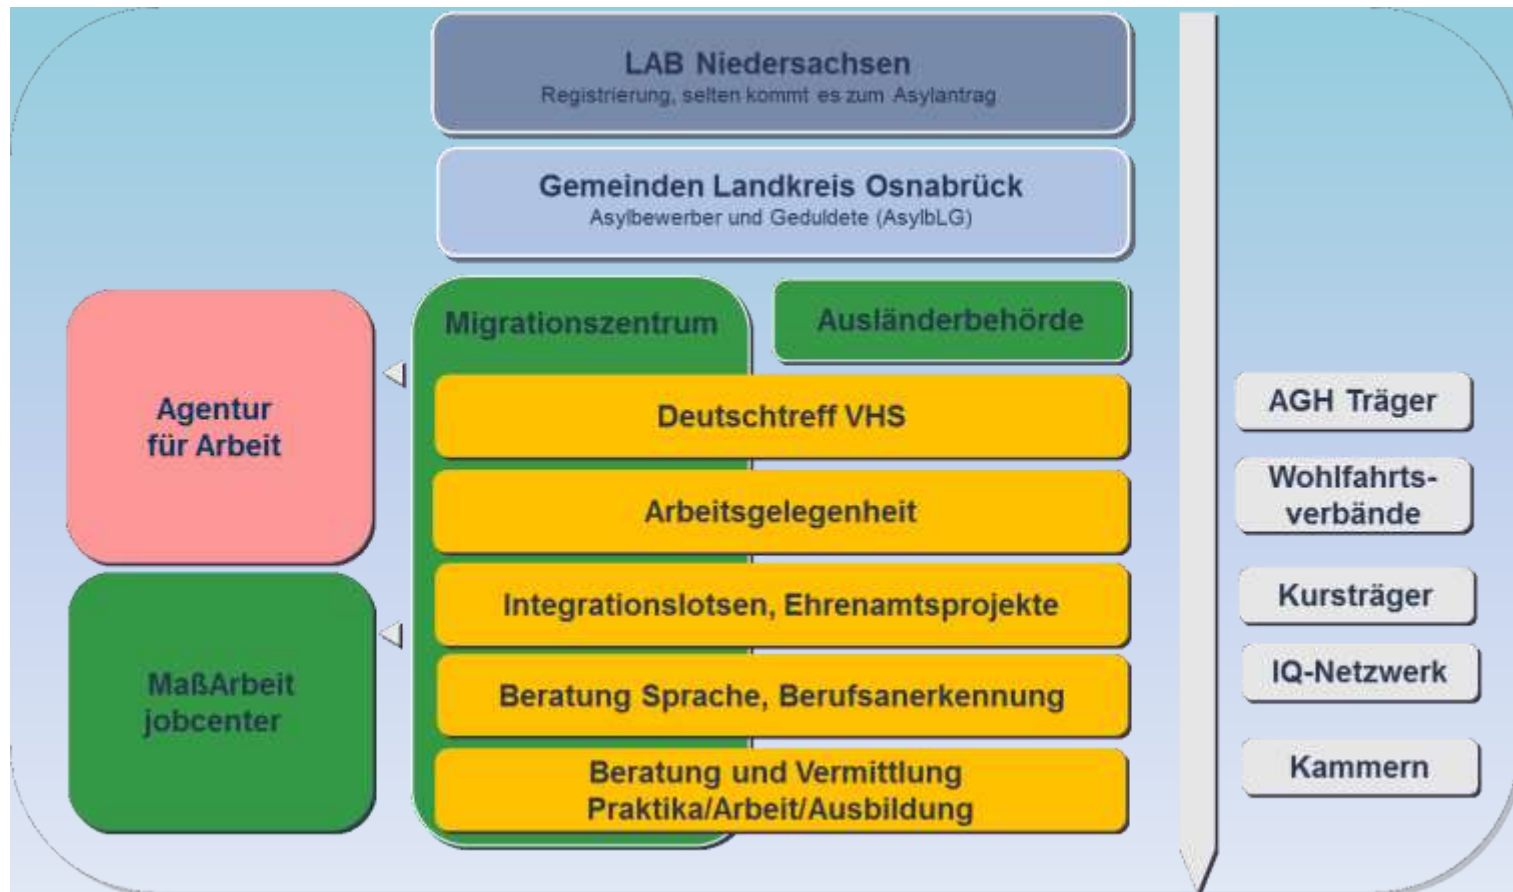 LAB Niedersachsen
Registrierung, selten kommt es zum Asylantrag
Gemeinden Landkreis Osnabrück
Asylbewerber und Geduldete (AsylbLG)
Migrationszentrum
Ausländerbehörde
Agentur
für Arbeit
MaßArbeit
jobcenter
Deutschtreff VHS
Arbeitsgelegenheit
Integrationslotsen, Ehrenamtsprojekte
Beratung Sprache, Berufsanerkennung
Beratung und Vermittlung
Praktika/Arbeit/Ausbildung
AGH Träger
Wohlfahrts-
verbände
Kursträger
IQ-Netzwerk
Kammern